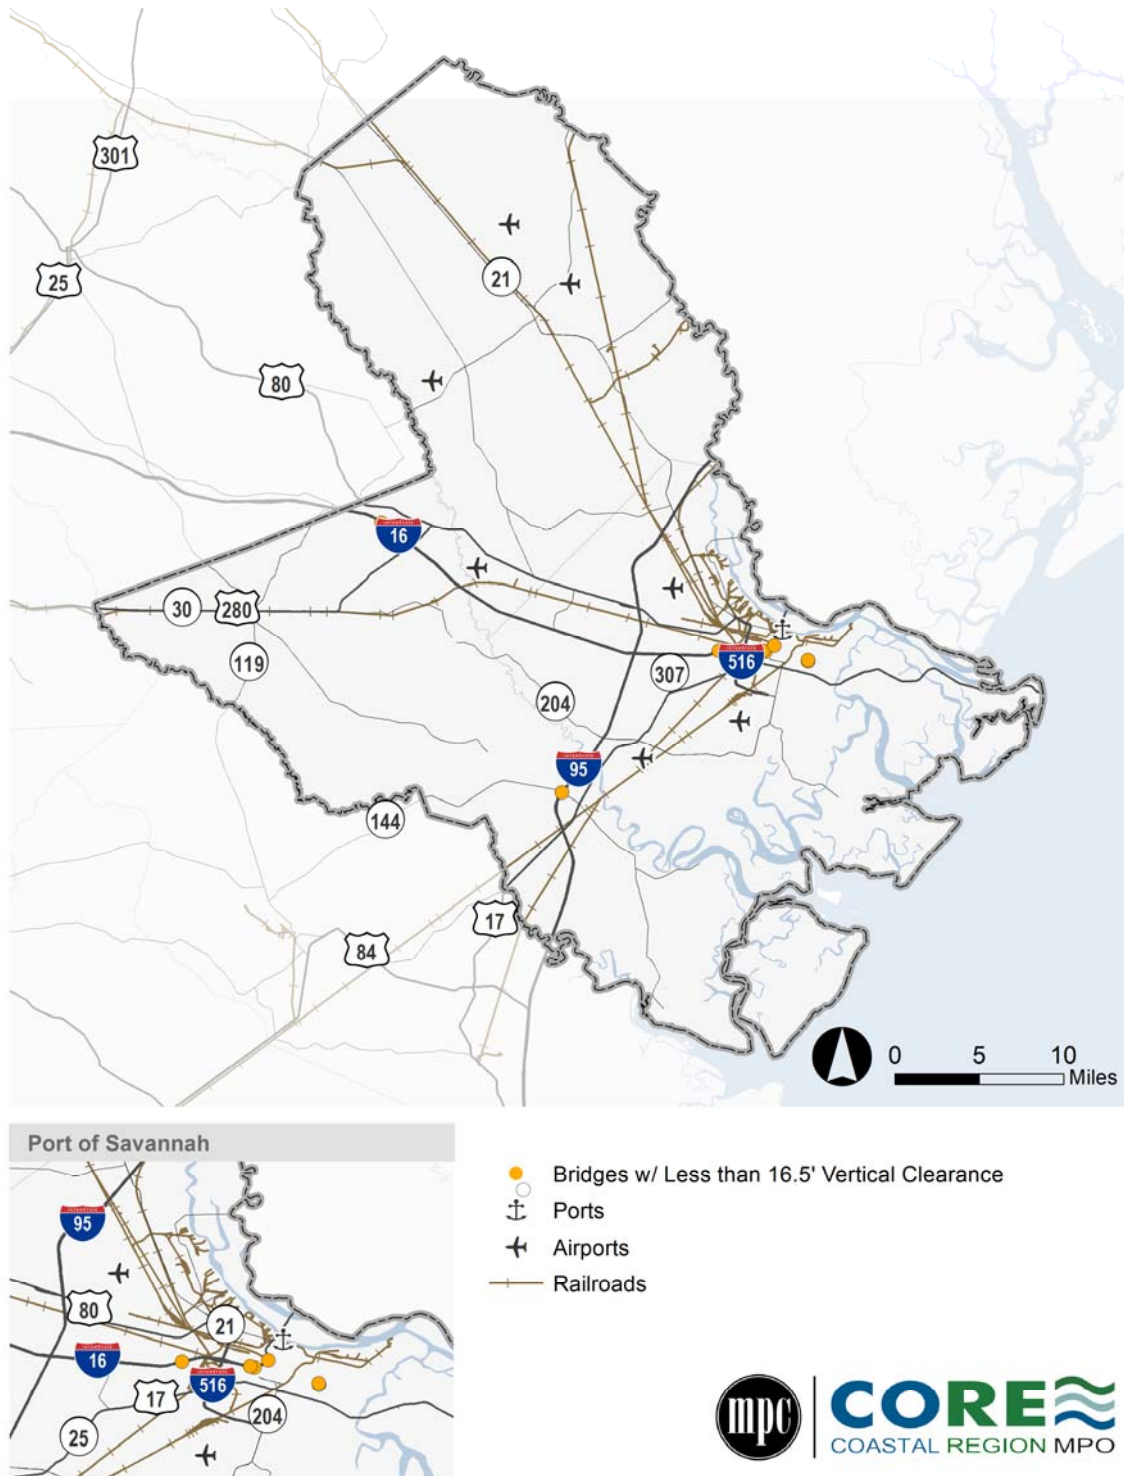 301
25
21
80
16
30
280
119
307
516
204
95
144
17
84
0 5 10
Miles
Port of Savannah
95
80
21
16
17
516
204
25
Bridges w/ Less than 16.5' Vertical Clearance
Ports
Airports
Railroads
mpc
CORE
COASTAL REGION MPO